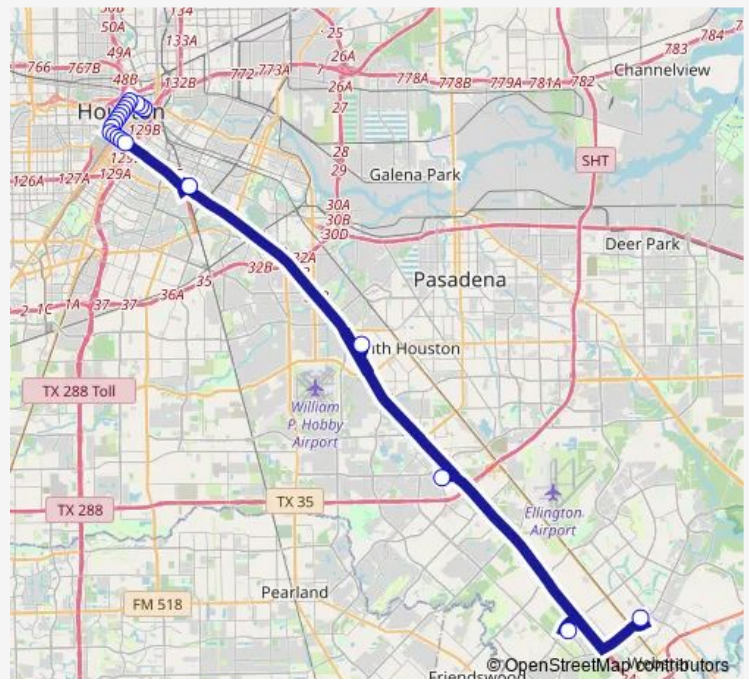 784
783
Channelview
50A
134
133A
25
26A
49A
766
767B
48B
132B
772
773A
778A
778B
779A
781A
782
26A
27
Houston
129B
28
29
SHT
126A
127A
129A
Galena Park
30A
30B
30D
Deer Park
32B
35
36A
37
37
1A
1C
Pasadena
TX 288 Toll
William
P. Hobby
Airport
TX 288
TX 35
Ellington
Airport
FM 518
Pearland
Friendswood
© OpenStreetMap contributors